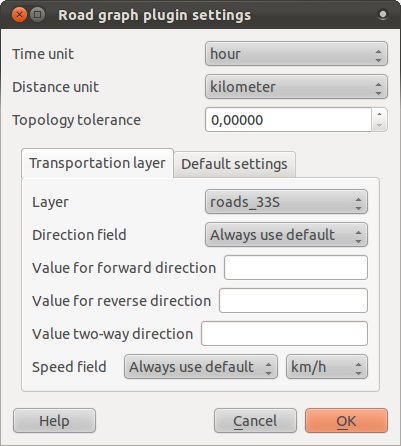 Road graph plugin settings
Time unit hour
Distance unit kilometer
Topology tolerance 0,00000
Transportation layer Default settings
Layer roads_33S
Direction field Always use default
Value for forward direction
Value for reverse direction
Value two-way direction
Speed field Always use default km/h
Help Cancel OK